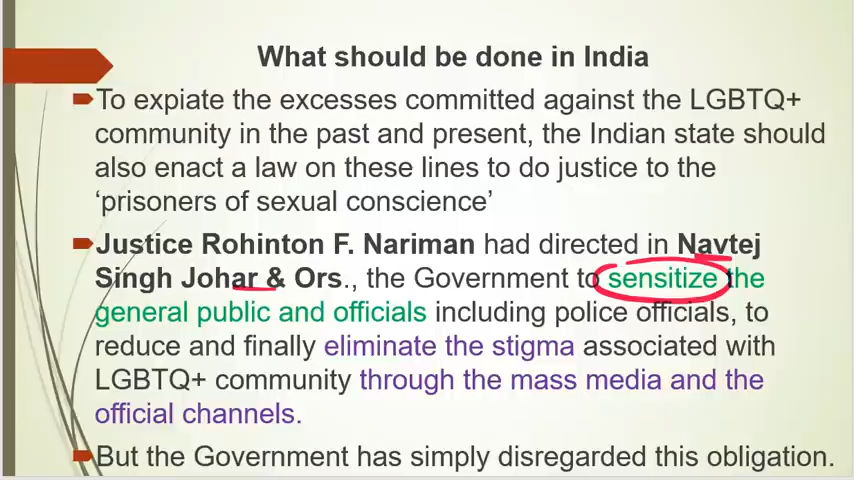 What should be done in India
To expiate the excesses committed against the LGBTQ+
community in the past and present, the Indian state should
also enact a law on these lines to do justice to the
‘prisoners of sexual conscience’
Justice Rohinton F. Nariman had directed in Navtej
Singh Johar & Ors., the Government to sensitize the
general public and officials including police officials, to
reduce and finally eliminate the stigma associated with
LGBTQ+ community through the mass media and the
official channels.
But the Government has simply disregarded this obligation.